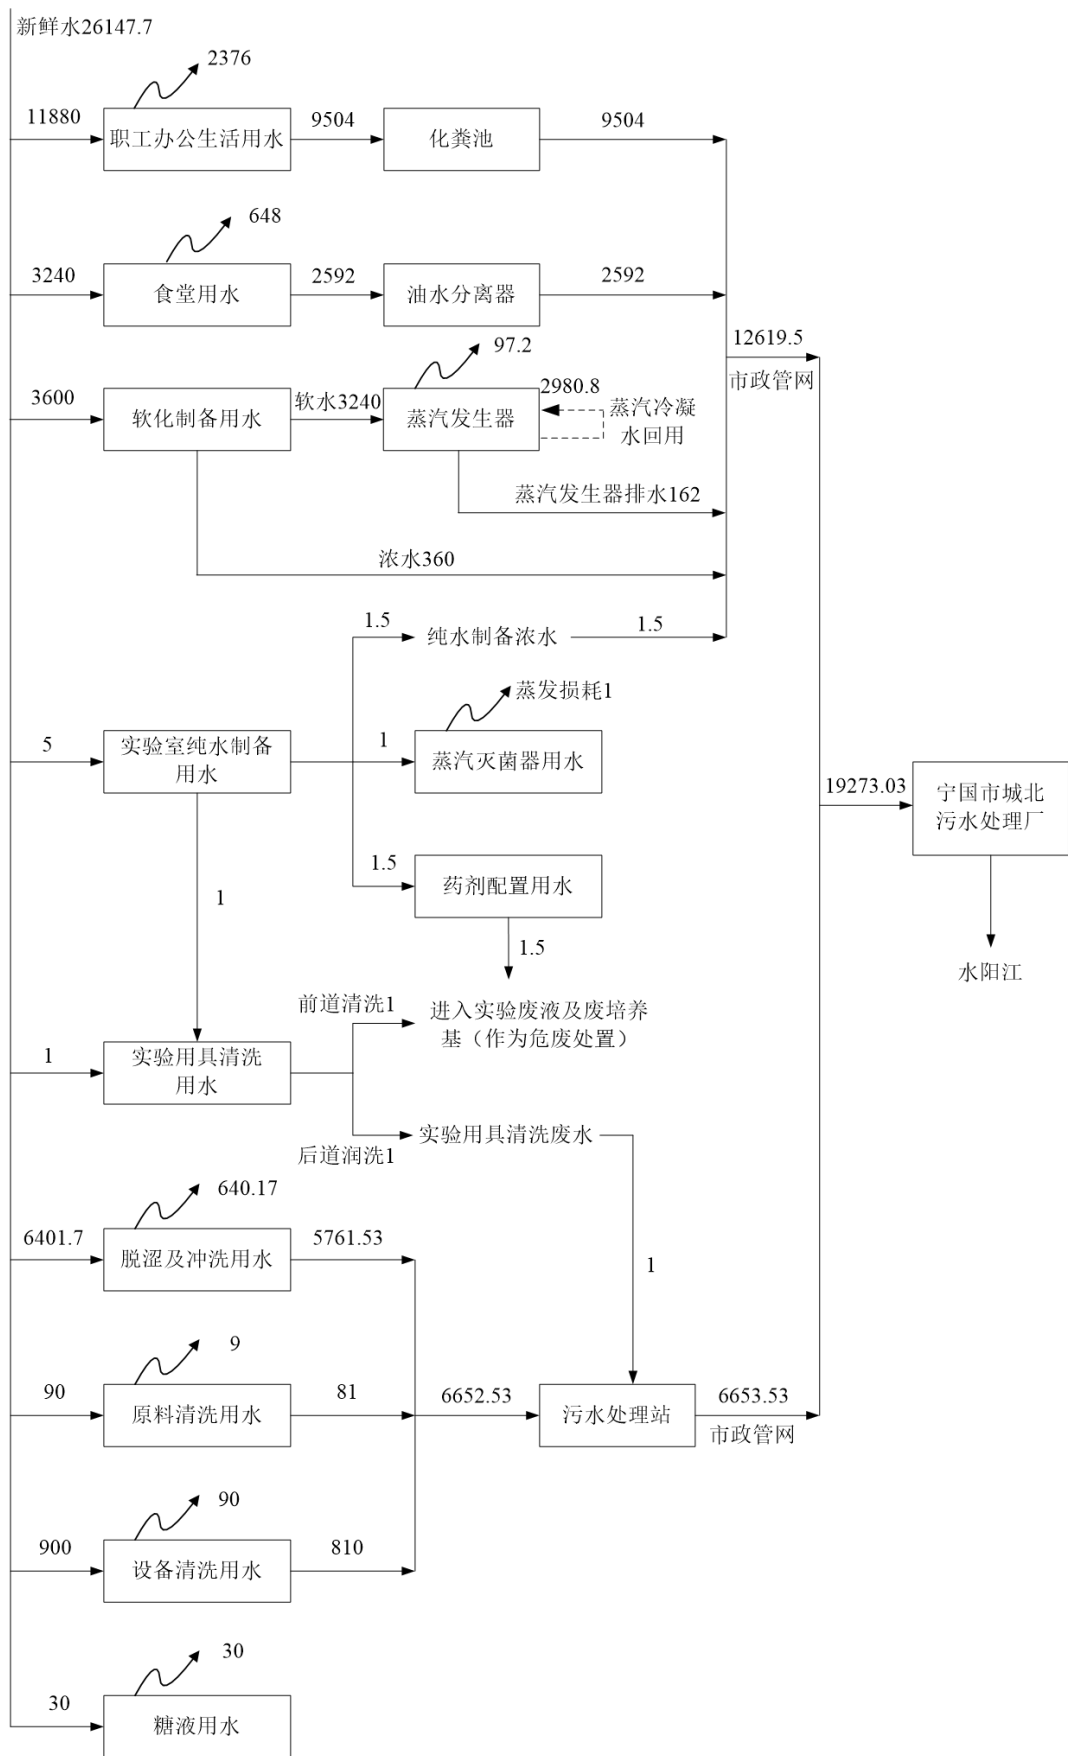 新鲜水26147.7
2376
11880
职工办公生活用水
9504
化粪池
9504
648
3240
食堂用水
2592
油水分离器
2592
12619.5
市政管网
97.2
3600
软化制备用水
软水3240
蒸汽发生器
2980.8
蒸汽冷凝
水回用
蒸汽发生器排水162
浓水360
1.5
纯水制备浓水
1.5
蒸发损耗1
5
实验室纯水制备
用水
1
蒸汽灭菌器用水
19273.03
宁国市城北
污水处理厂
1.5
药剂配置用水
1
1.5
水阳江
前道清洗1
进入实验废液及废培养
基（作为危废处置）
1
实验用具清洗
用水
后道润洗1
实验用具清洗废水
640.17
6401.7
脱涩及冲洗用水
5761.53
1
9
90
原料清洗用水
81
6652.53
污水处理站
6653.53
市政管网
90
900
设备清洗用水
810
30
30
糖液用水